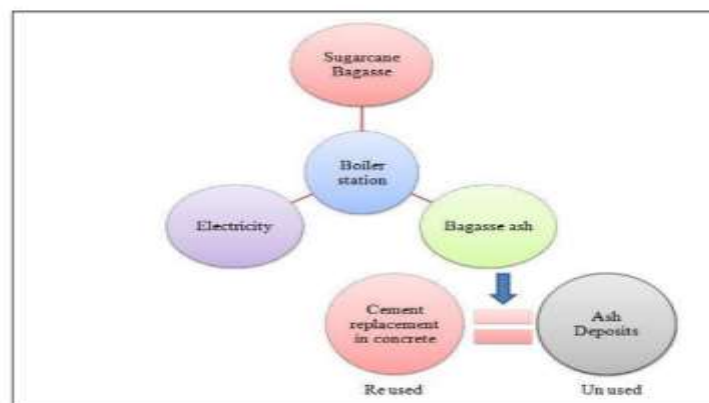 Sugarcane
Bagasse
Boiler
station
Electricity
Bagasse ash
Cement
replacement
in concrete
Ash
Deposits
Re used
Un used